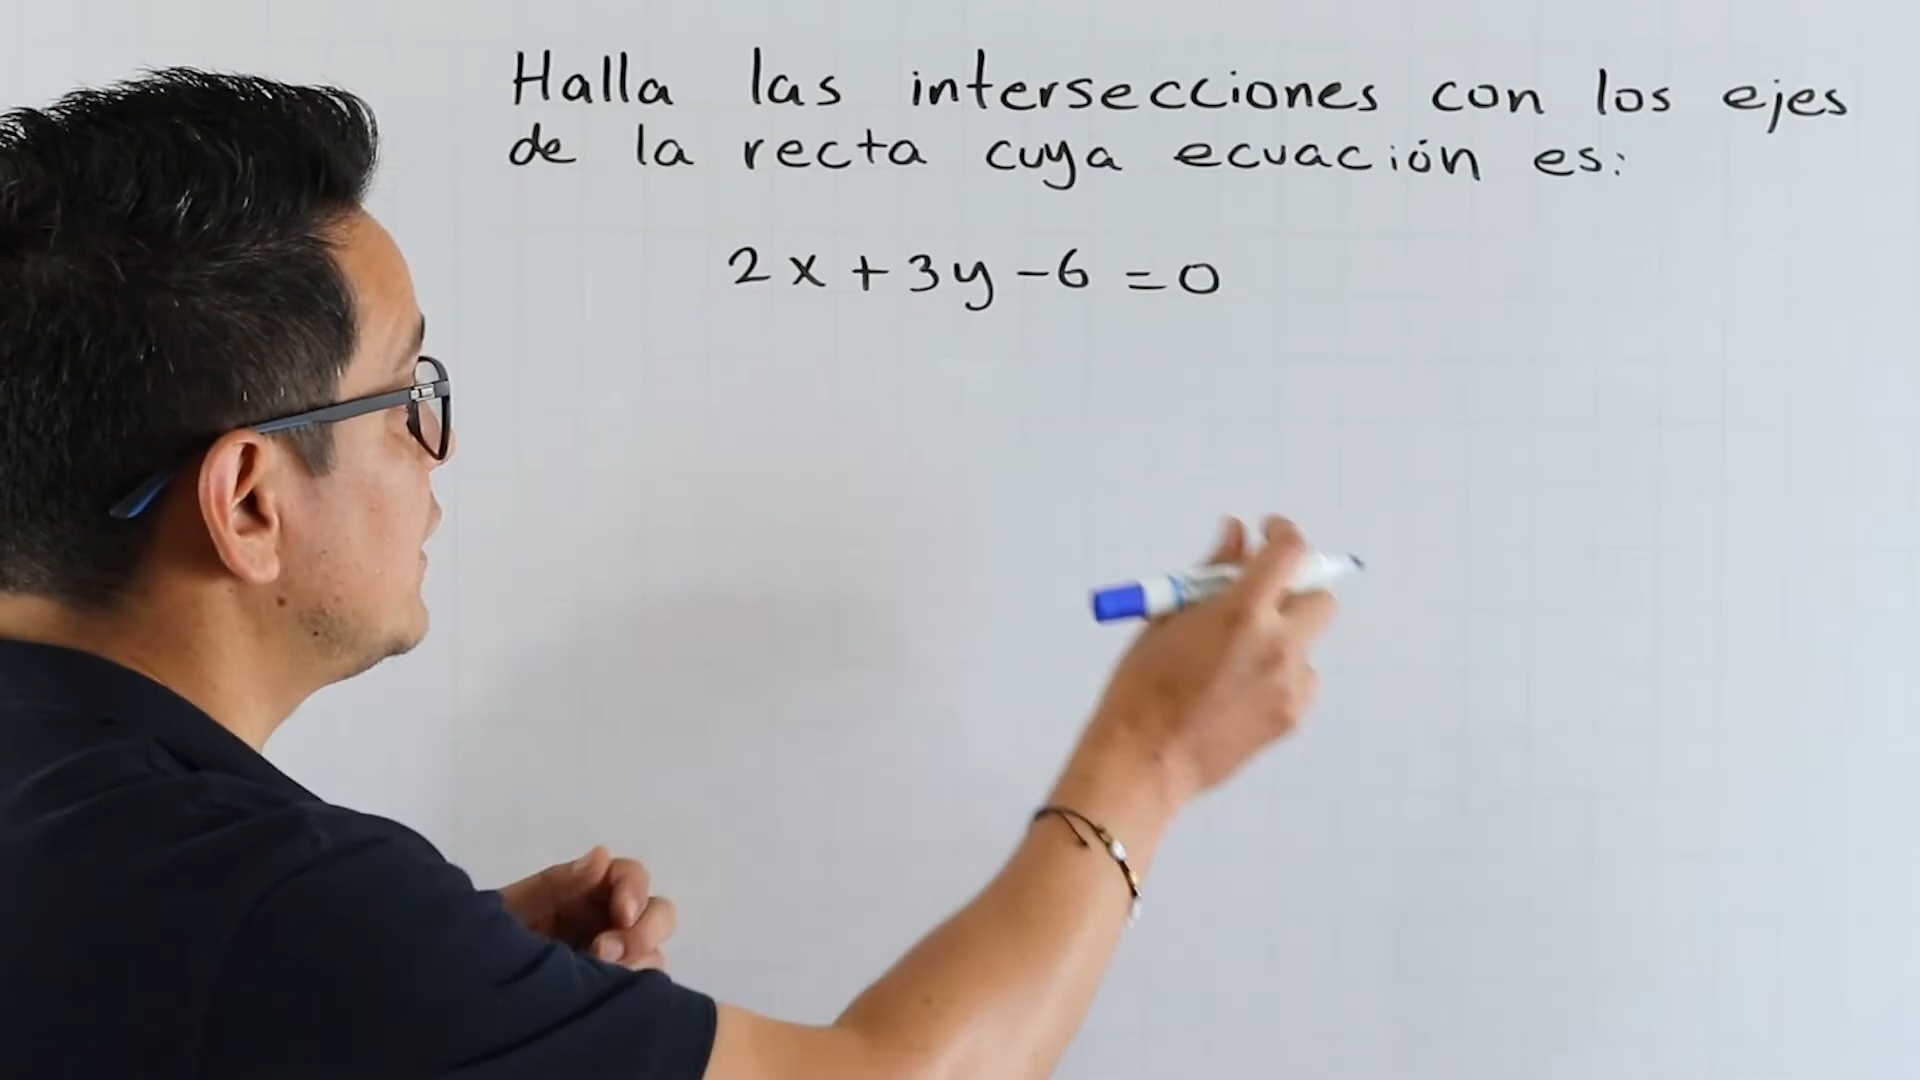 Halla las intersecciones con los ejes
de la recta cuya ecuación es:
2x + 3y - 6 = 0